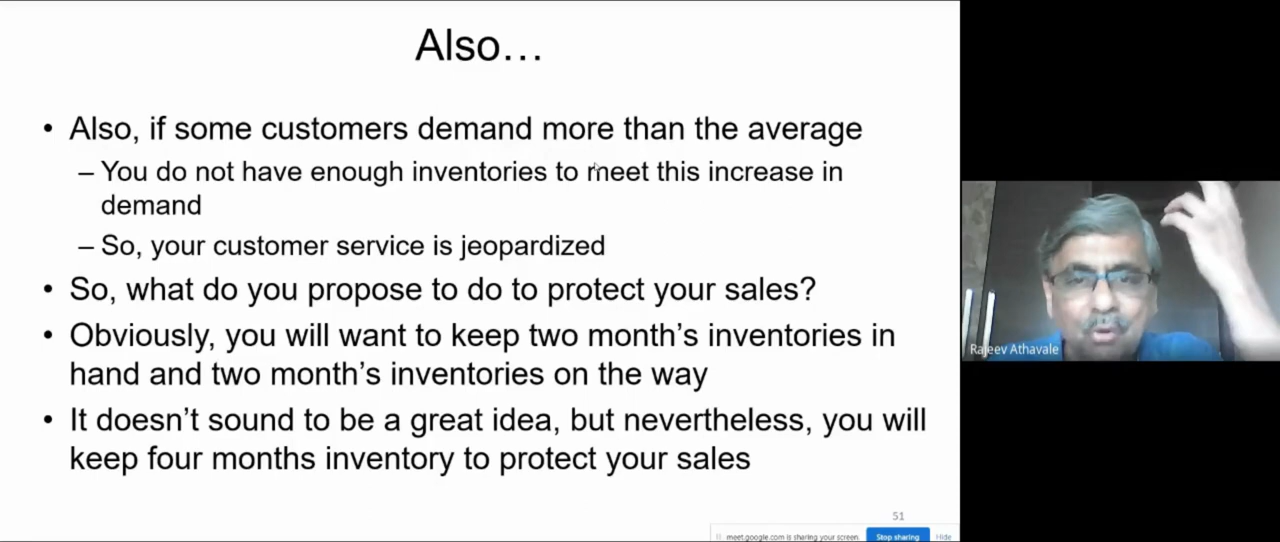 Also…
• Also, if some customers demand more than the average
– You do not have enough inventories to meet this increase in
demand
– So, your customer service is jeopardized
• So, what do you propose to do to protect your sales?
• Obviously, you will want to keep two month’s inventories in
hand and two month’s inventories on the way
• It doesn’t sound to be a great idea, but nevertheless, you will
keep four months inventory to protect your sales
51
meet.google.com is sharing your screen.
Stop sharing
Hide
Rajeev Athavale